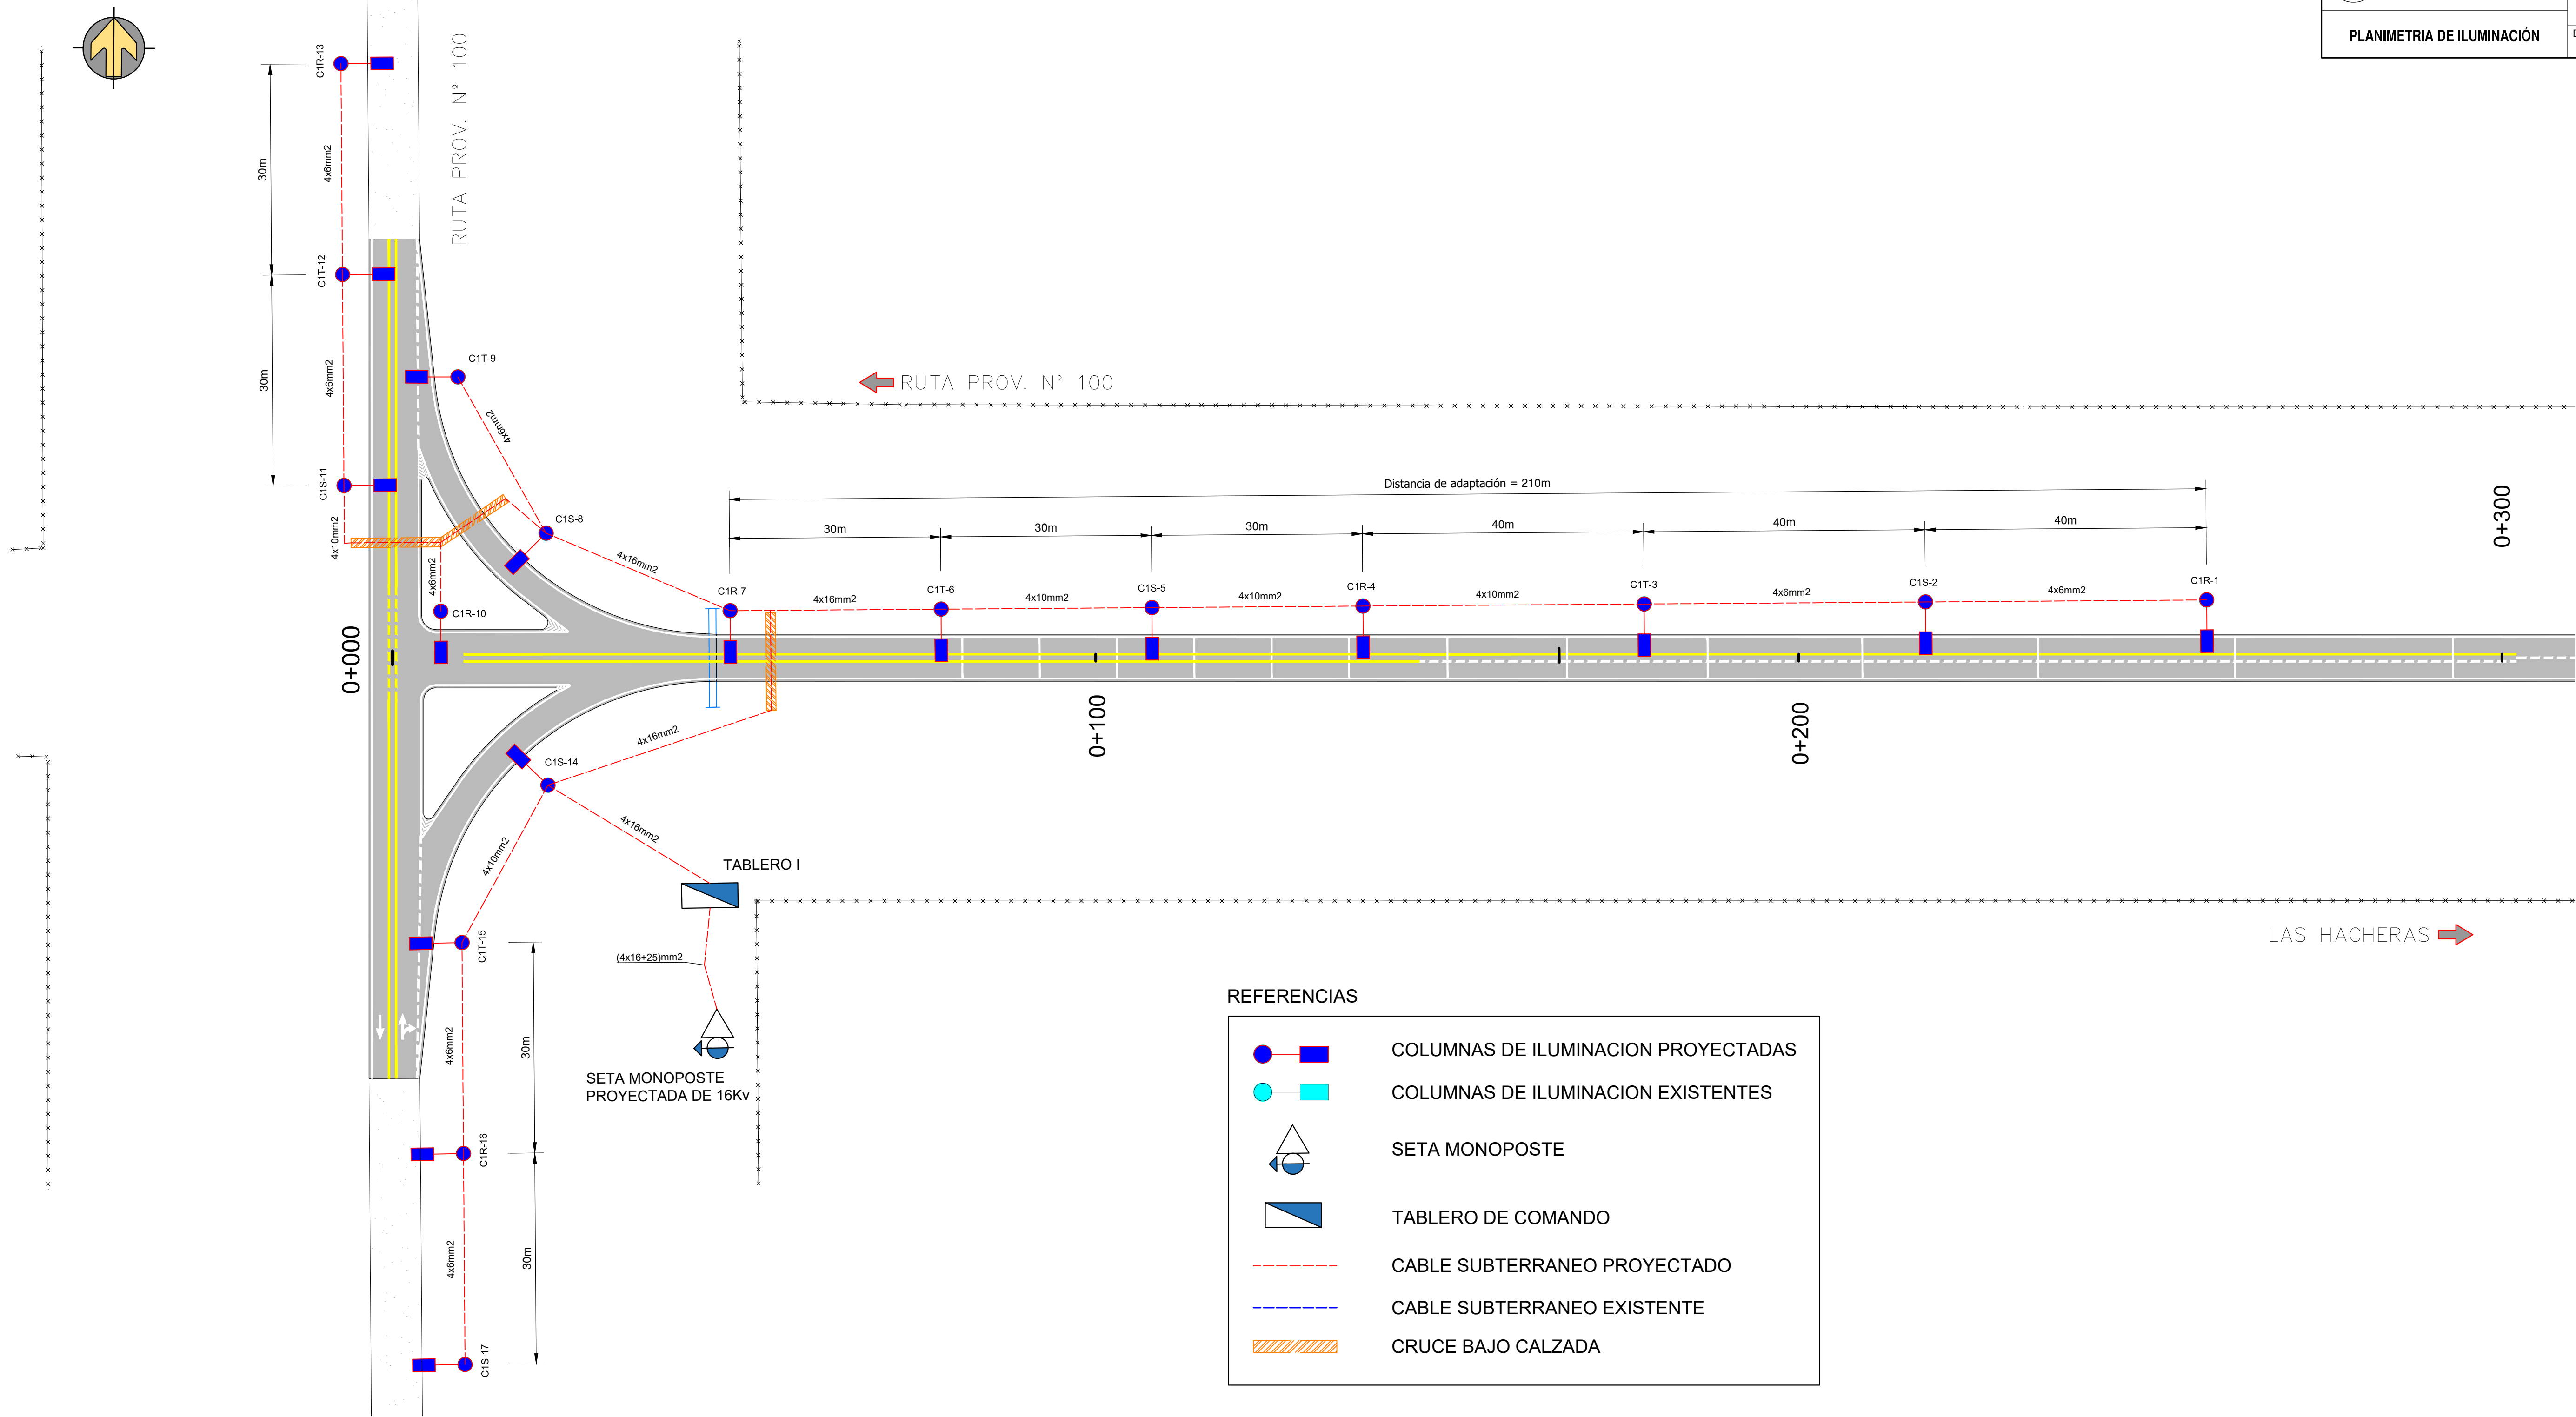 PLANIMETRIA DE ILUMINACIÓN
RUTA PROV. Nº 100
C1R-13
30m
4x6mm2
C1T-12
30m
4x6mm2
C1S-11
4x10mm2
C1T-9
4x6mm2
C1S-8
4x16mm2
4x6mm2
C1R-10
RUTA PROV. Nº 100
Distancia de adaptación = 210m
30m
30m
30m
40m
40m
40m
C1R-7
C1T-6
C1S-5
C1R-4
C1T-3
C1S-2
C1R-1
4x16mm2
4x10mm2
4x10mm2
4x10mm2
4x6mm2
4x6mm2
0+000
0+100
0+200
0+300
4x16mm2
C1S-14
4x16mm2
4x10mm2
TABLERO I
(4x16+25)mm2
SETA MONOPOSTE
PROYECTADA DE 16Kv
C1T-15
4x6mm2
30m
C1R-16
4x6mm2
30m
C1S-17
LAS HACHERAS
REFERENCIAS
COLUMNAS DE ILUMINACION PROYECTADAS
COLUMNAS DE ILUMINACION EXISTENTES
SETA MONOPOSTE
TABLERO DE COMANDO
CABLE SUBTERRANEO PROYECTADO
CABLE SUBTERRANEO EXISTENTE
CRUCE BAJO CALZADA